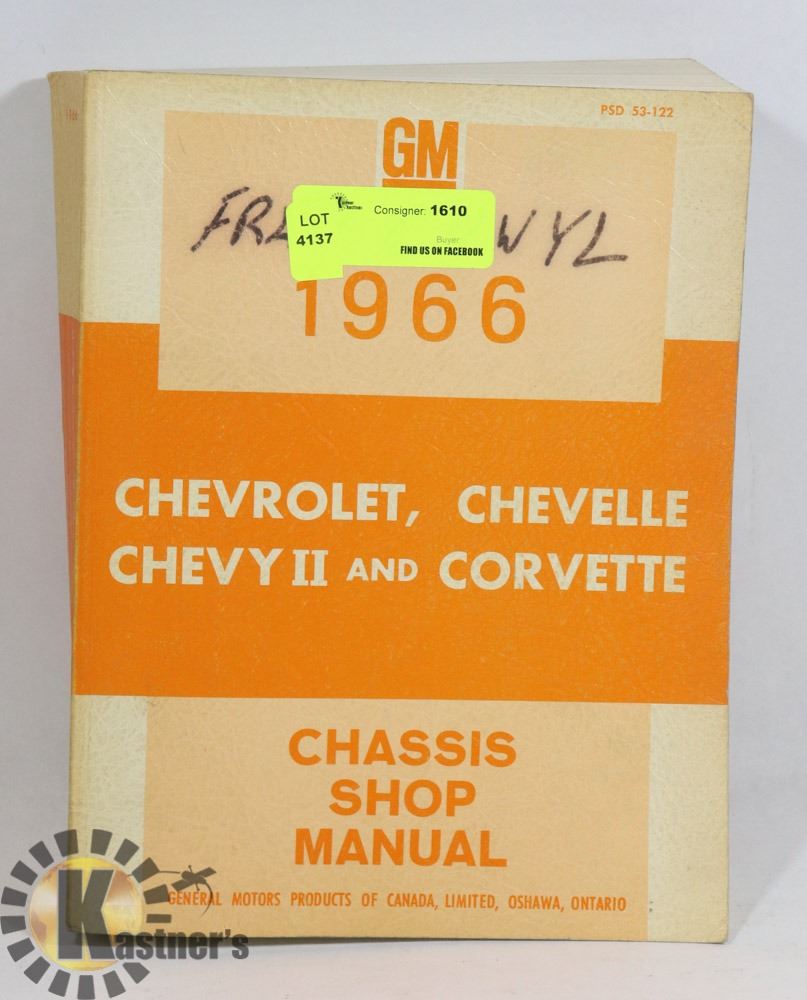 PSD 53-122
GM
LOT
4137
Consigner: 1610
Buyer:
FIND US ON FACEBOOK
1966
CHEVROLET, CHEVELLE
CHEVY II AND CORVETTE
CHASSIS
SHOP
MANUAL
GENERAL MOTORS PRODUCTS OF CANADA, LIMITED, OSHAWA, ONTARIO
Kastner's